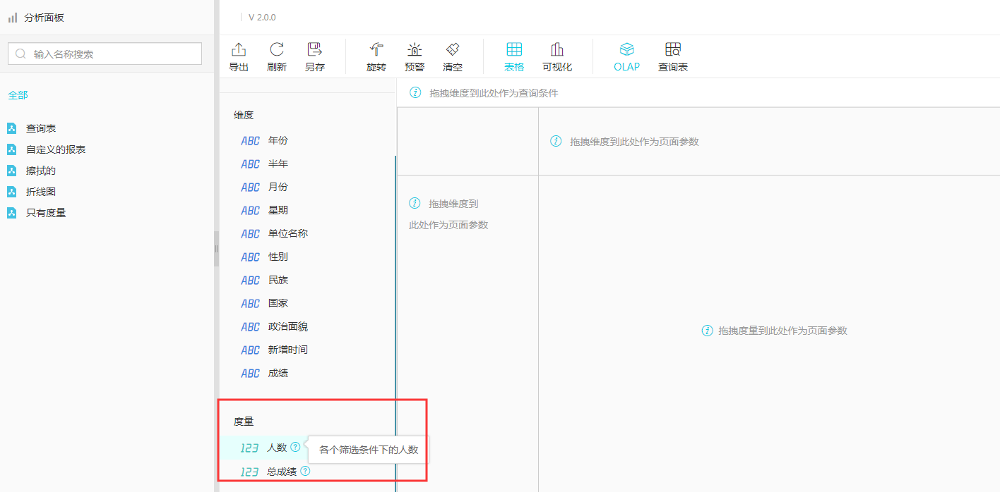 分析面板
V 2.0.0
输入名称搜索
导出
刷新
另存
旋转
预警
清空
表格
可视化
OLAP
查询表
全部
查询表
自定义的报表
擦拭的
折线图
只有度量
维度
ABC 年份
ABC 半年
ABC 月份
ABC 星期
ABC 单位名称
ABC 性别
ABC 民族
ABC 国家
ABC 政治面貌
ABC 新增时间
ABC 成绩
度量
123 人数 ?
各个筛选条件下的人数
123 总成绩 ?
拖拽维度到此处作为查询条件
拖拽维度到此处作为页面参数
拖拽维度到
此处作为页面参数
拖拽度量到此处作为页面参数